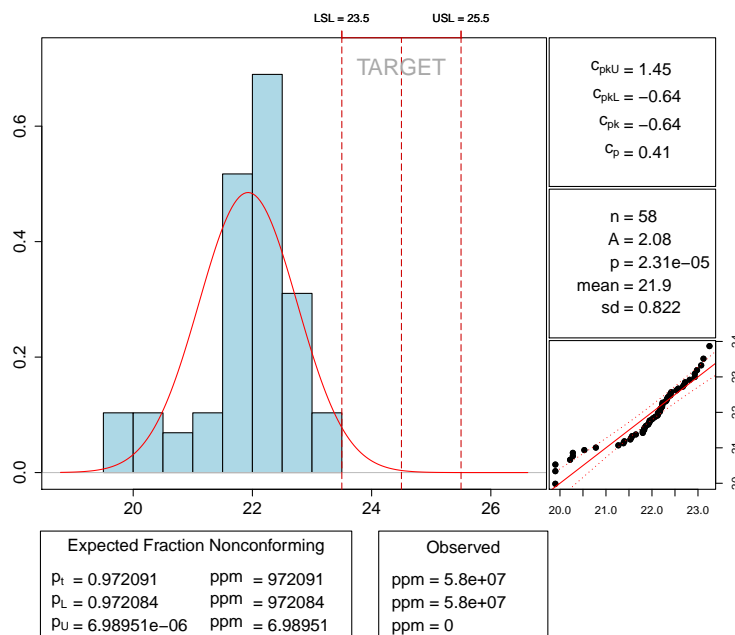 LSL = 23.5 USL = 25.5
TARGET
0.0 0.2 0.4 0.6
20 22 24 26
cpkU = 1.45
cpkL = −0.64
cpk = −0.64
cp = 0.41
n = 58
A = 2.08
p = 2.31e−05
mean = 21.9
sd = 0.822
20.0 21.0 22.0 23.0
Expected Fraction Nonconforming
pt = 0.972091 ppm = 972091
pL = 0.972084 ppm = 972084
pU = 6.98951e−06 ppm = 6.98951
Observed
ppm = 5.8e+07
ppm = 5.8e+07
ppm = 0